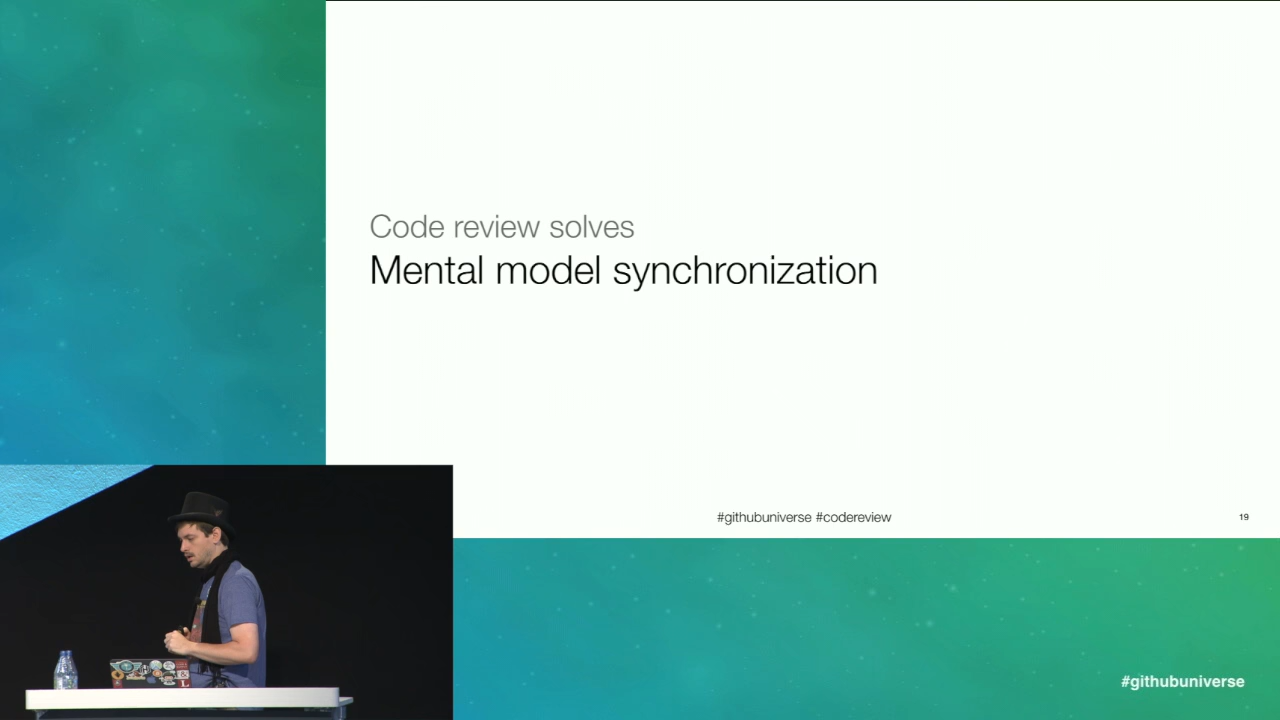 Code review solves
Mental model synchronization
#githubuniverse #codereview
19
#githubuniverse